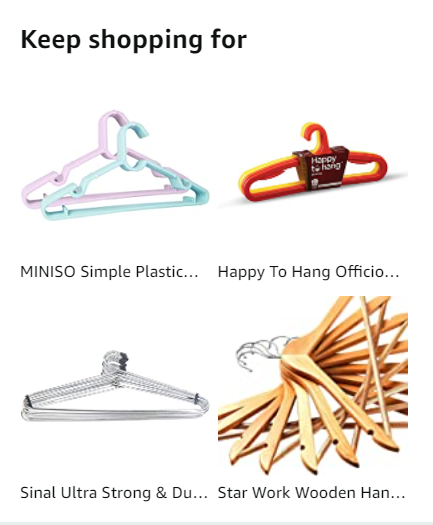 Keep shopping for
Happy
to hang
MINISO Simple Plastic...
Happy To Hang Officio...
Sinal Ultra Strong & Du...
Star Work Wooden Han...